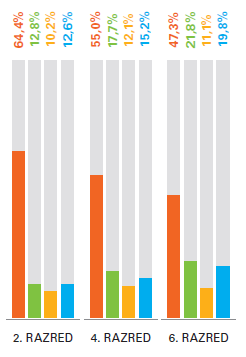 64,4% 12,8% 10,2% 12,6%
55,0% 17,7% 12,1% 15,2%
47,3% 21,8% 11,1% 19,8%
2. RAZRED 4. RAZRED 6. RAZRED